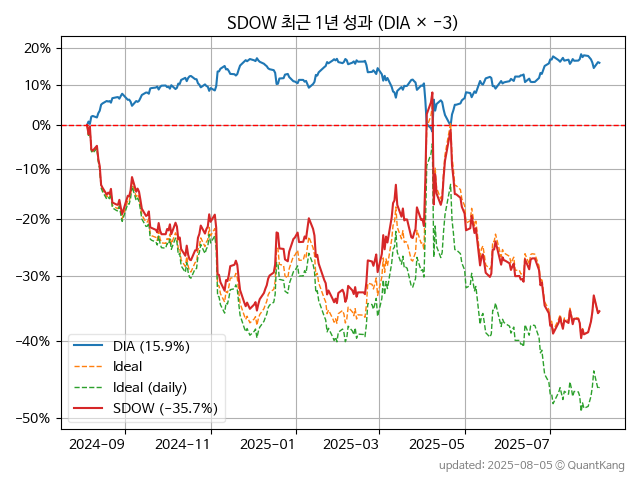 SDOW 최근 1년 성과 (DIA × −3)
20%
10%
0%
−10%
−20%
−30%
−40%
−50%
DIA (15.9%)
Ideal
Ideal (daily)
SDOW (−35.7%)
2024-09
2024-11
2025-01
2025-03
2025-05
2025-07
updated: 2025-08-05 © QuantKang